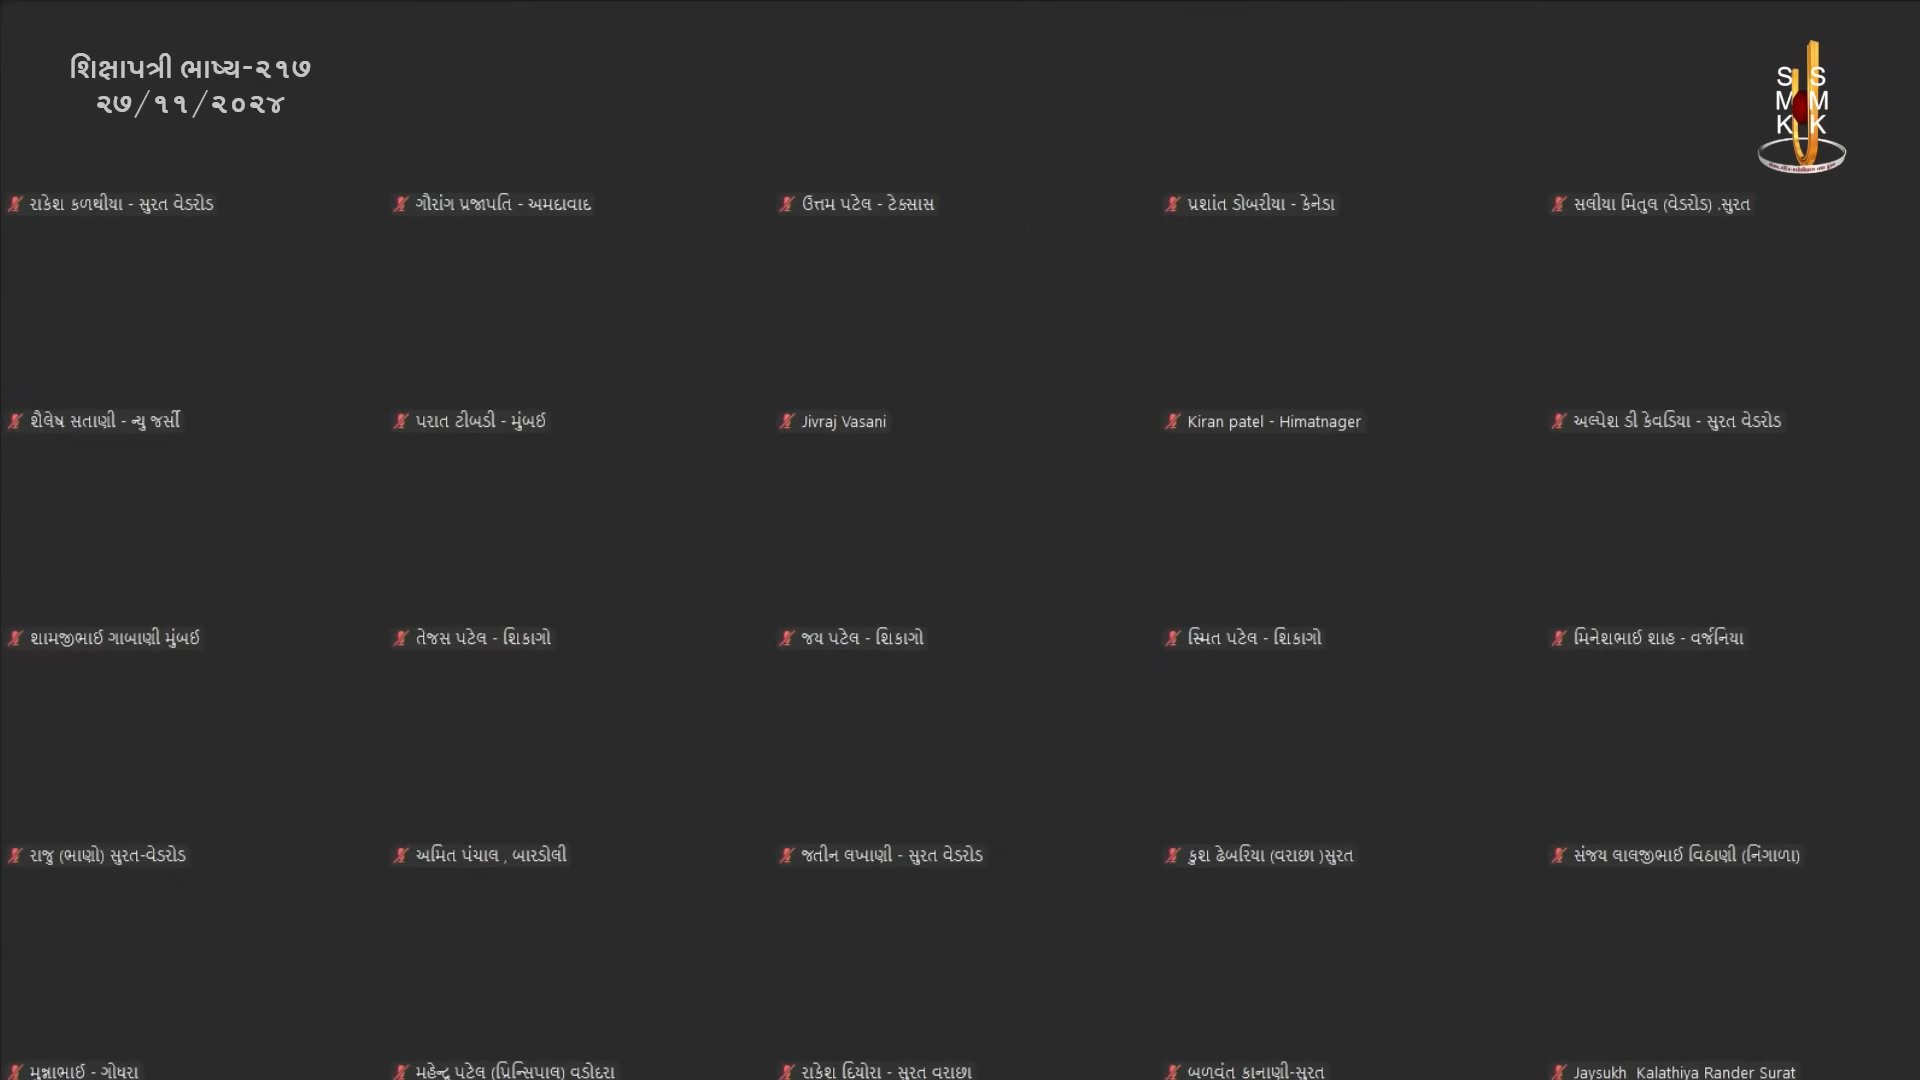 શિક્ષાપત્રી ભાષ્ય-૨૧૭
૨૭/૧૧/૨૦૨૪
S S
M M
K K
રાકેશ કળથીયા - સુરત વેડરોડ
ગૌરાંગ પ્રજાપતિ - અમદાવાદ
ઉત્તમ પટેલ - ટેક્સાસ
પ્રશાંત ડોબરીયા - કેનેડા
સલીયા મિતુલ (વેડરોડ) .સુરત
શૈલેષ સતાણી - ન્યુ જર્સી
પરાત ટીબડી - મુંબઈ
Jivraj Vasani
Kiran patel - Himatnager
અલ્પેશ ડી કેવડિયા - સુરત વેડરોડ
શામજીભાઈ ગાબાણી મુંબઈ
તેજસ પટેલ - શિકાગો
જય પટેલ - શિકાગો
સ્મિત પટેલ - શિકાગો
મિનેશભાઈ શાહ - વર્જનિયા
રાજુ (ભાણો) સુરત-વેડરોડ
અમિત પંચાલ , બારડોલી
જતીન લખાણી - સુરત વેડરોડ
કુશ ઢેબરિયા (વરાછા )સુરત
સંજય લાલજીભાઈ વિઠાણી (નિંગાળા)
મુન્નાભાઈ - ગોધરા
મહેન્દ્ર પટેલ (પ્રિન્સિપાલ) વડોદરા
રાકેશ દિયોરા - સુરત વરાછા
બળવંત કાનાણી-સુરત
Jaysukh Kalathiya Rander Surat